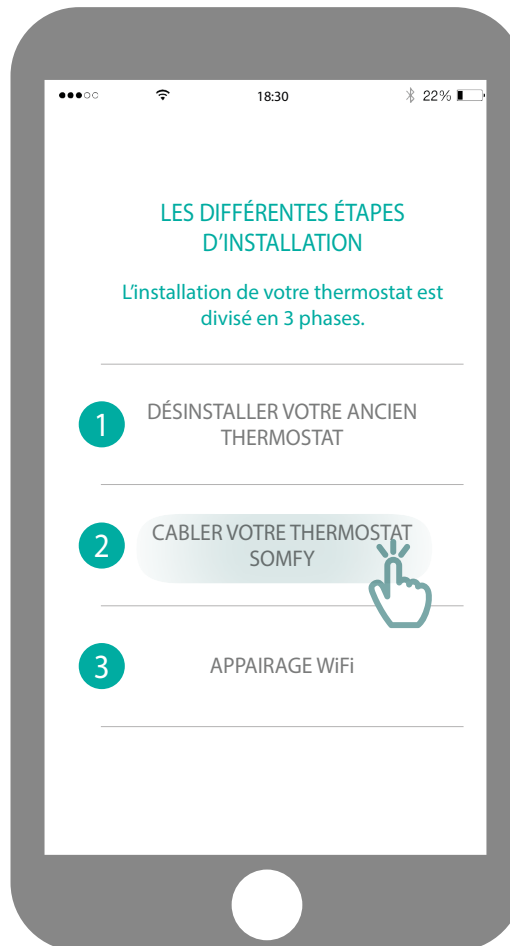 18:30
22%
LES DIFFÉRENTES ÉTAPES
D’INSTALLATION
L’installation de votre thermostat est
divisé en 3 phases.
1
DÉSINSTALLER VOTRE ANCIEN
THERMOSTAT
2
CABLER VOTRE THERMOSTAT
SOMFY
3
APPAIRAGE WiFi